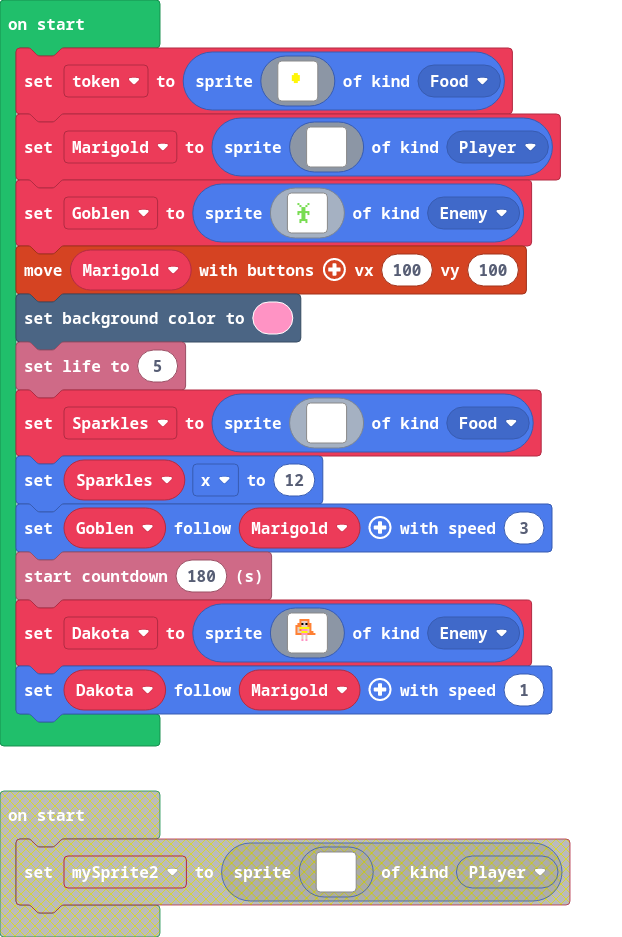 on start
set token to sprite of kind Food
set Marigold to sprite of kind Player
set Goblen to sprite of kind Enemy
move Marigold with buttons vx 100 vy 100
set background color to
set life to 5
set Sparkles to sprite of kind Food
set Sparkles x to 12
set Goblen follow Marigold with speed 3
start countdown 180 (s)
set Dakota to sprite of kind Enemy
set Dakota follow Marigold with speed 1
on start
set mySprite2 to sprite of kind Player